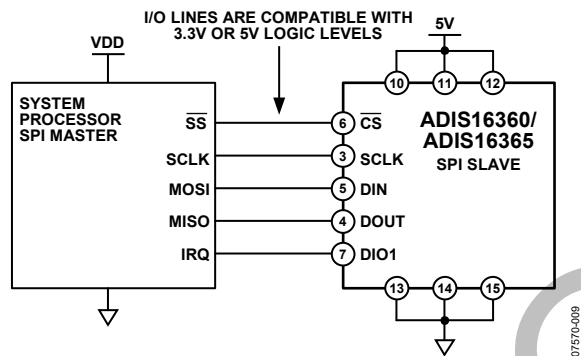 I/O LINES ARE COMPATIBLE WITH
3.3V OR 5V LOGIC LEVELS
VDD
5V
10
11
12
SYSTEM
PROCESSOR
SPI MASTER
ADIS16360/
ADIS16365
SPI SLAVE
SS
6
CS
SCLK
3
SCLK
MOSI
5
DIN
MISO
4
DOUT
IRQ
7
DIO1
13
14
15
07570-009